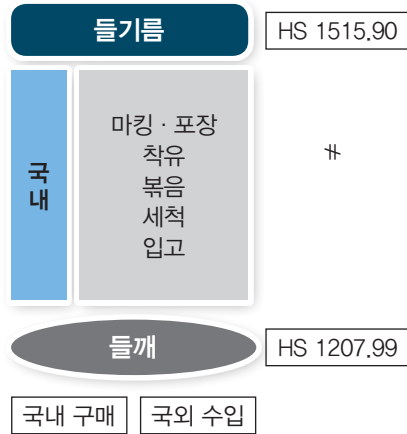 들기름
HS 1515.90
국내
마킹 · 포장
착유
볶음
세척
입고
≠
들깨
HS 1207.99
국내 구매
국외 수입